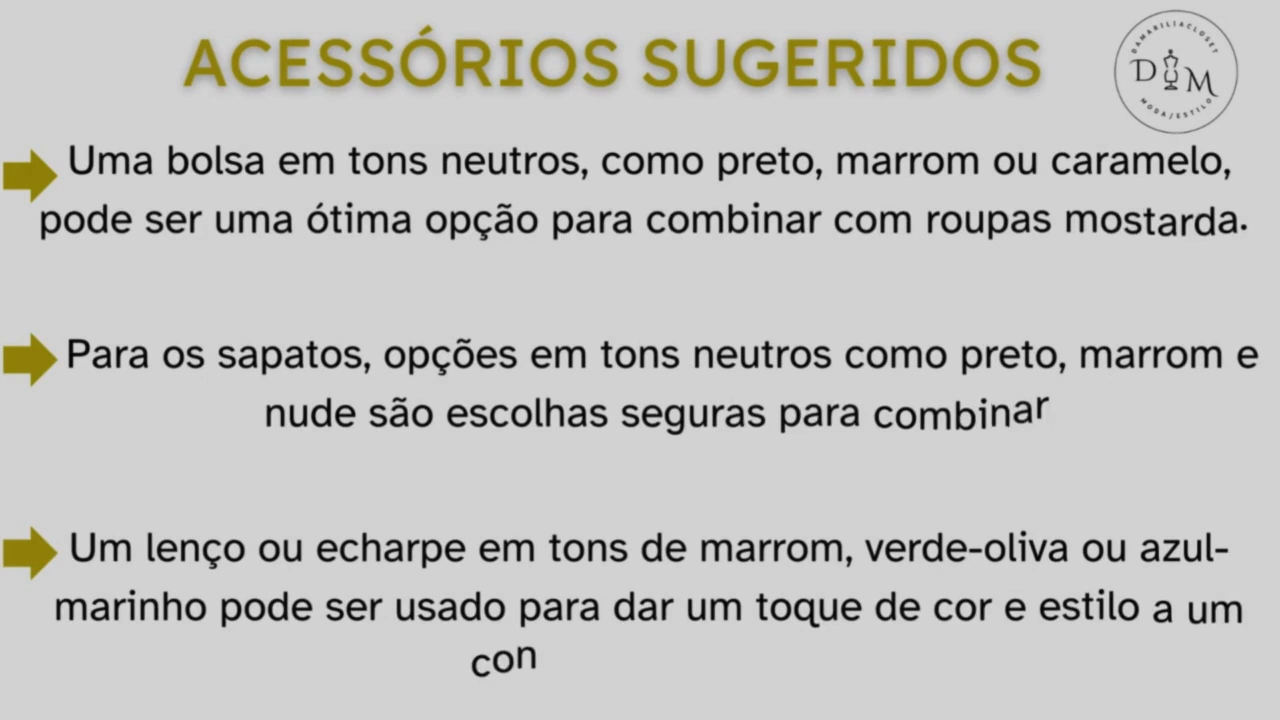 ACESSÓRIOS SUGERIDOS
DAMARILIACLOSET
D M
MODA/ESTILO
Uma bolsa em tons neutros, como preto, marrom ou caramelo,
pode ser uma ótima opção para combinar com roupas mostarda.
Para os sapatos, opções em tons neutros como preto, marrom e
nude são escolhas seguras para combinar
Um lenço ou echarpe em tons de marrom, verde-oliva ou azul-
marinho pode ser usado para dar um toque de cor e estilo a um
con